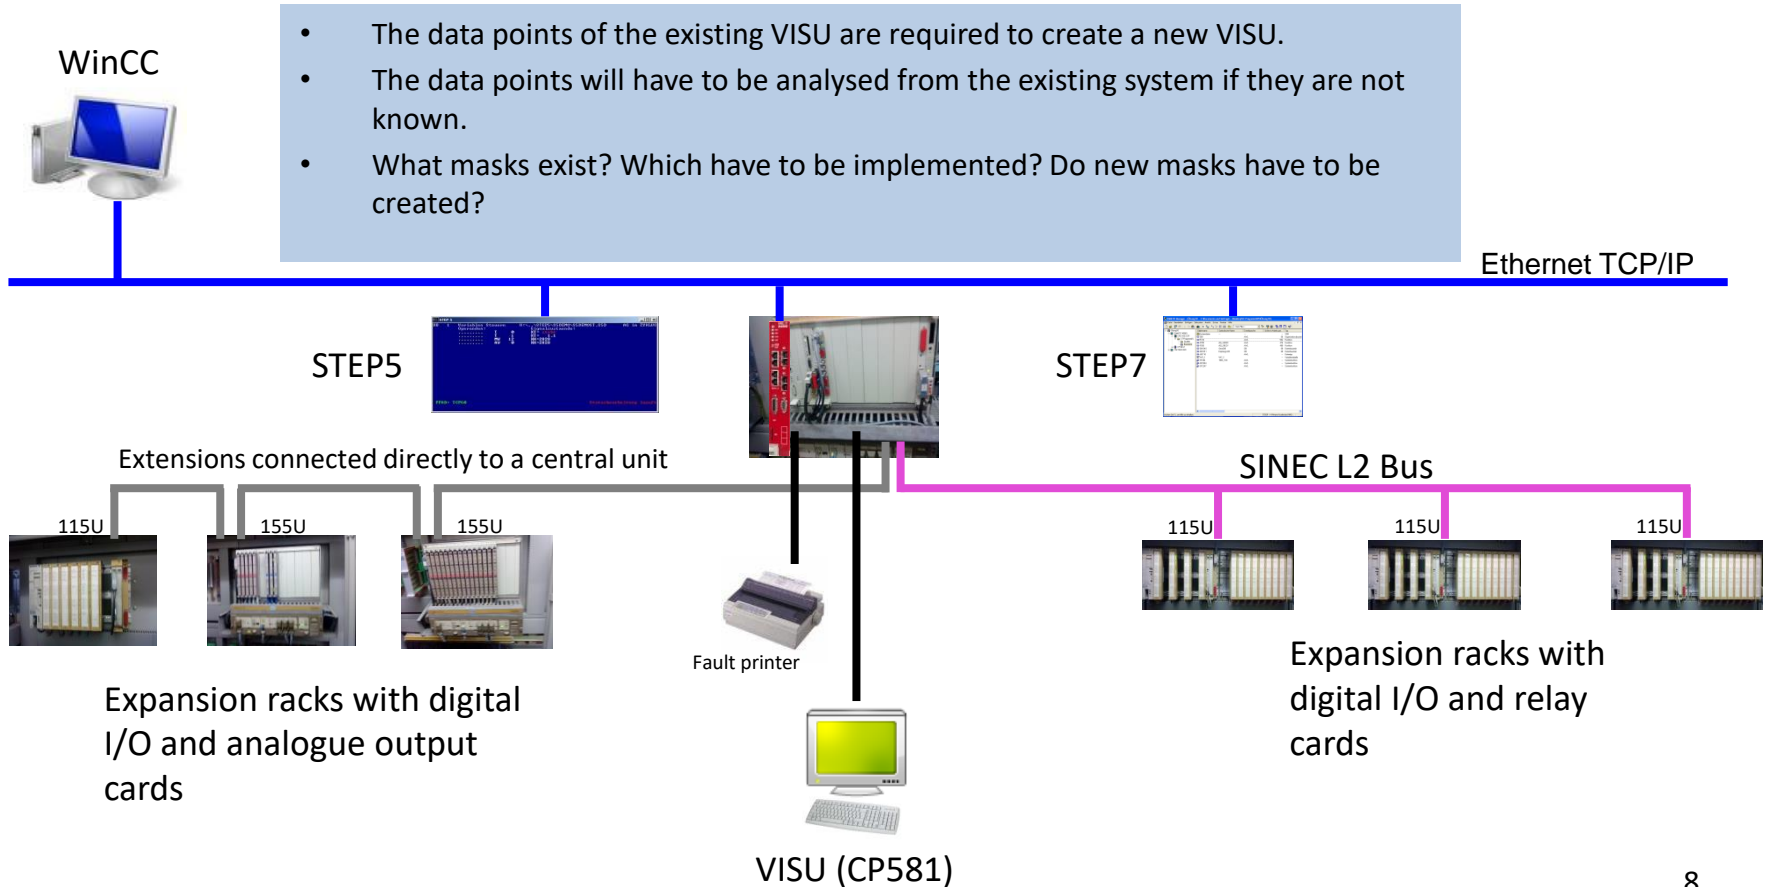 WinCC
• The data points of the existing VISU are required to create a new VISU.
• The data points will have to be analysed from the existing system if they are not
known.
• What masks exist? Which have to be implemented? Do new masks have to be
created?
Ethernet TCP/IP
STEP5
STEP7
Extensions connected directly to a central unit
SINEC L2 Bus
115U
155U
155U
115U
115U
115U
Fault printer
Expansion racks with digital
I/O and analogue output
cards
Expansion racks with
digital I/O and relay
cards
VISU (CP581)
8